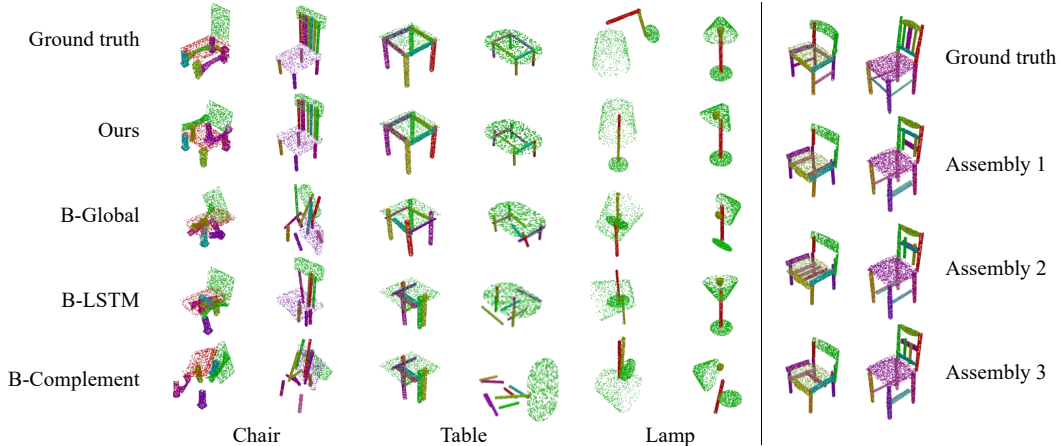 Ground truth
Ours
B-Global
B-LSTM
B-Complement
Chair
Table
Lamp
Ground truth
Assembly 1
Assembly 2
Assembly 3